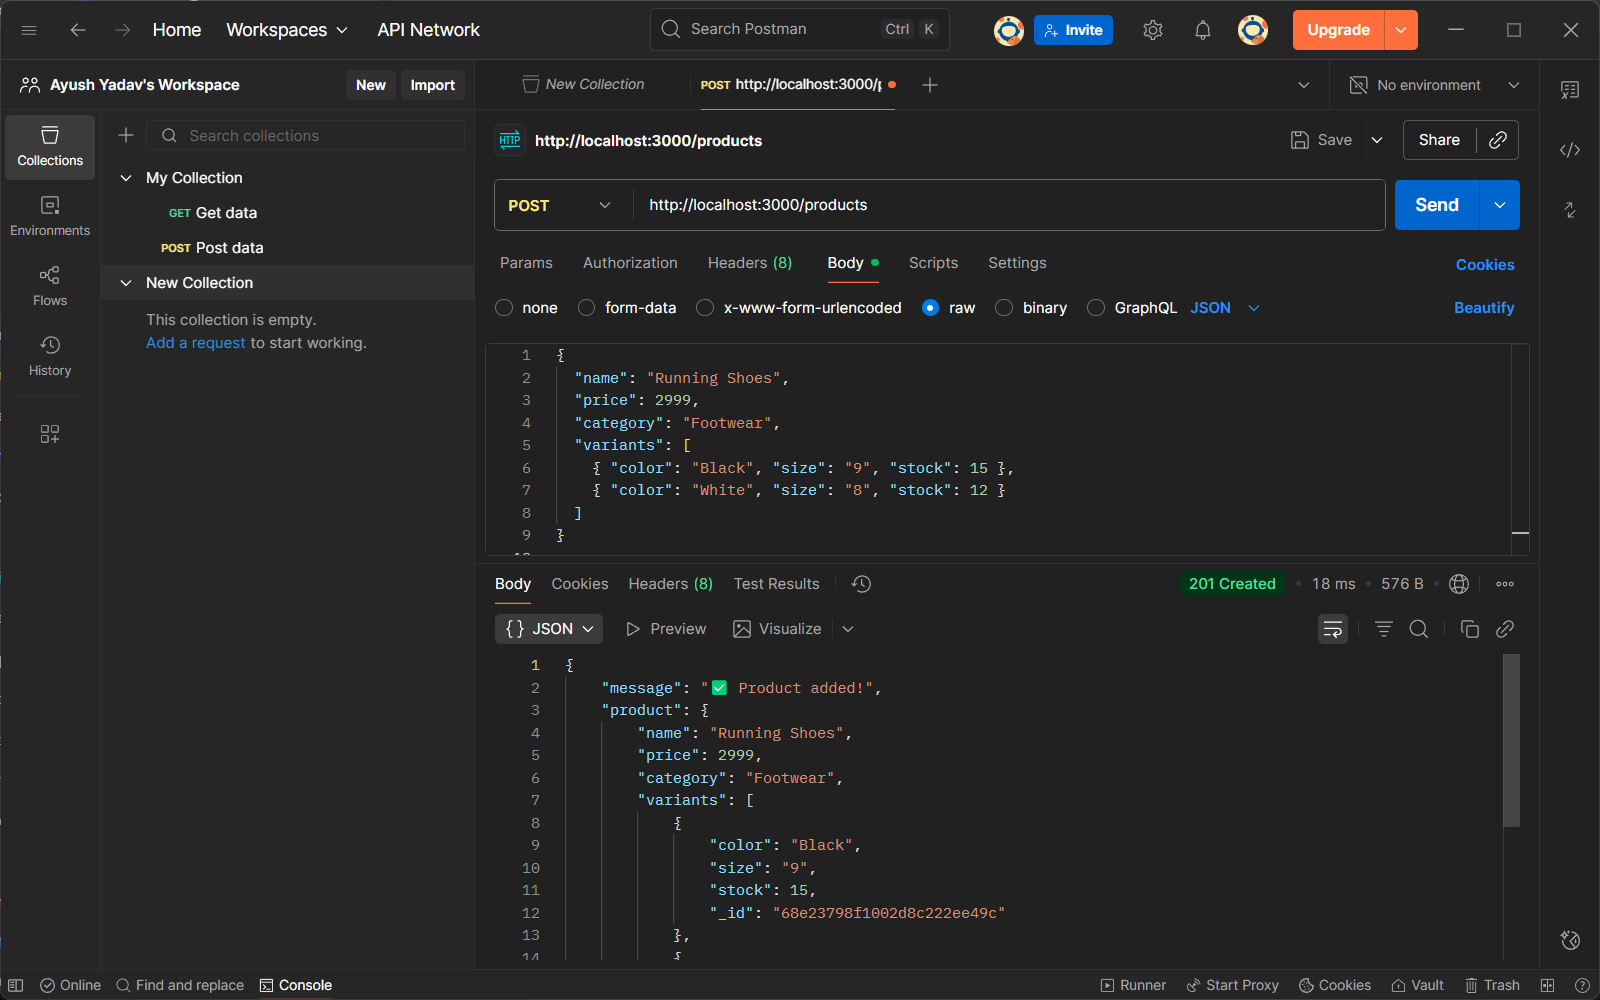 Home Workspaces API Network Search Postman Ctrl K Invite Upgrade
Ayush Yadav's Workspace New Import New Collection POST http://localhost:3000/p No environment
Collections
Environments
Flows
History
Search collections
My Collection
GET Get data
POST Post data
New Collection
This collection is empty.
Add a request to start working.
HTTP http://localhost:3000/products Save Share
POST http://localhost:3000/products Send
Params Authorization Headers (8) Body Scripts Settings Cookies
none form-data x-www-form-urlencoded raw binary GraphQL JSON Beautify
1 {
2 "name": "Running Shoes",
3 "price": 2999,
4 "category": "Footwear",
5 "variants": [
6 { "color": "Black", "size": "9", "stock": 15 },
7 { "color": "White", "size": "8", "stock": 12 }
8 ]
9 }
10
Body Cookies Headers (8) Test Results 201 Created • 18 ms • 576 B •
{} JSON Preview Visualize
1 {
2 "message": "✅ Product added!",
3 "product": {
4 "name": "Running Shoes",
5 "price": 2999,
6 "category": "Footwear",
7 "variants": [
8 {
9 "color": "Black",
10 "size": "9",
11 "stock": 15,
12 "_id": "68e23798f1002d8c222ee49c"
13 },
14 {
Online Find and replace Console Runner Start Proxy Cookies Vault Trash